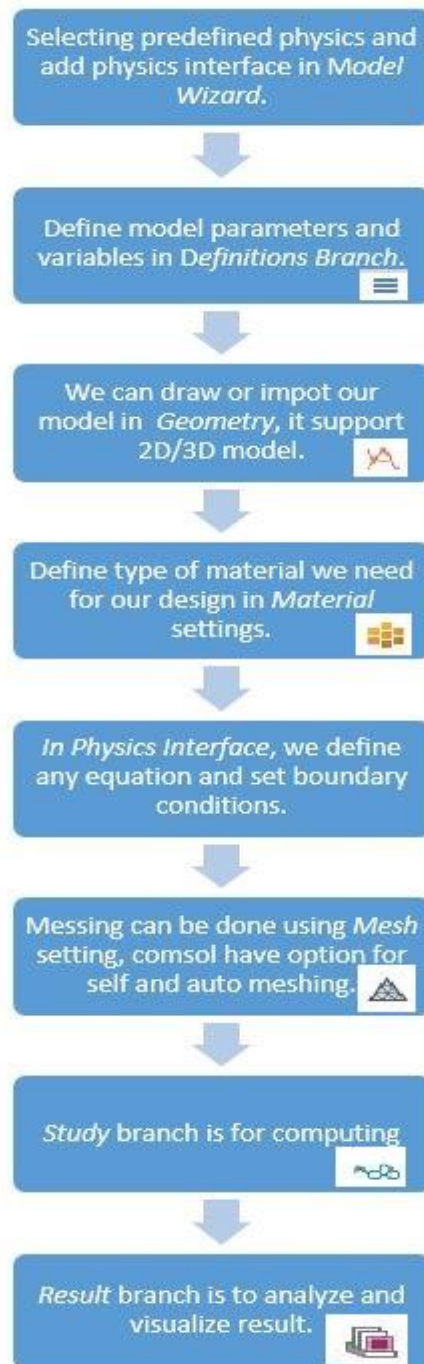 Selecting predefined physics and
add physics interface in Model
Wizard.
Define model parameters and
variables in Definitions Branch.
We can draw or impot our
model in Geometry, it support
2D/3D model.
Define type of material we need
for our design in Material
settings.
In Physics Interface, we define
any equation and set boundary
conditions.
Messing can be done using Mesh
setting, comsol have option for
self and auto meshing.
Study branch is for computing
Result branch is to analyze and
visualize result.